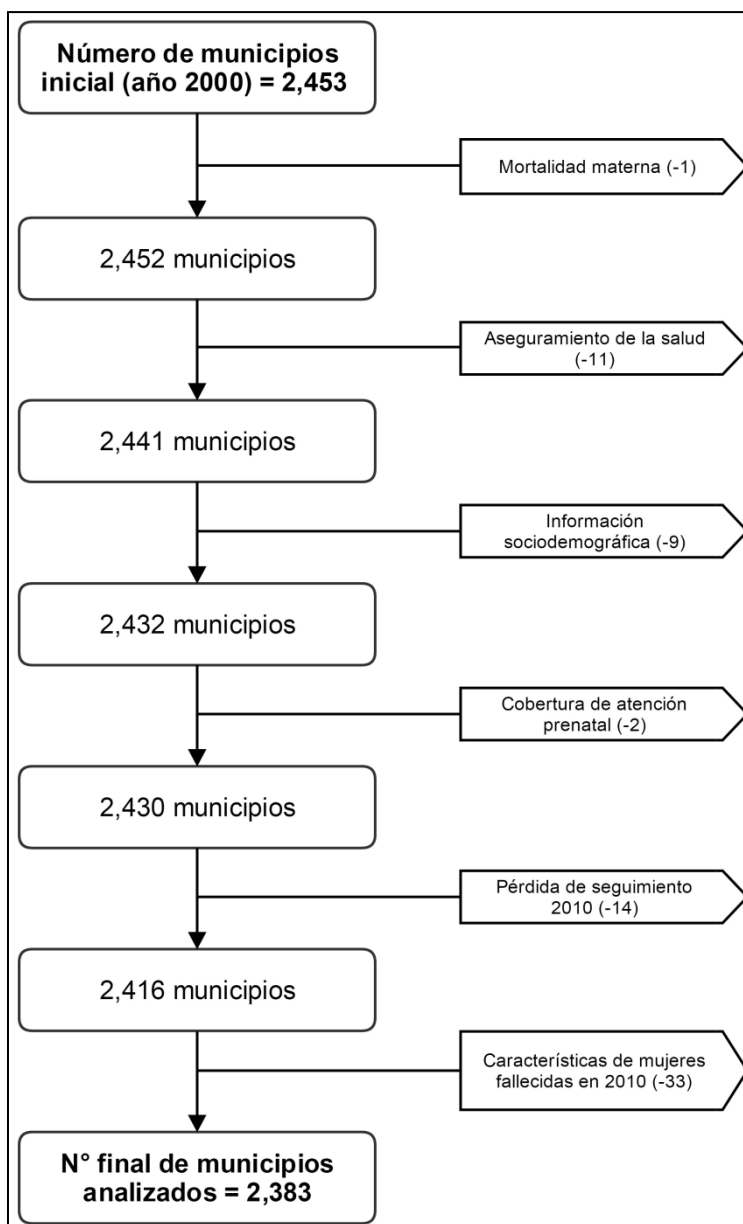 Número de municipios
inicial (año 2000) = 2,453
Mortalidad materna (-1)
2,452 municipios
Aseguramiento de la salud
(-11)
2,441 municipios
Información
sociodemográfica (-9)
2,432 municipios
Cobertura de atención
prenatal (-2)
2,430 municipios
Pérdida de seguimiento
2010 (-14)
2,416 municipios
Características de mujeres
fallecidas en 2010 (-33)
N° final de municipios
analizados = 2,383